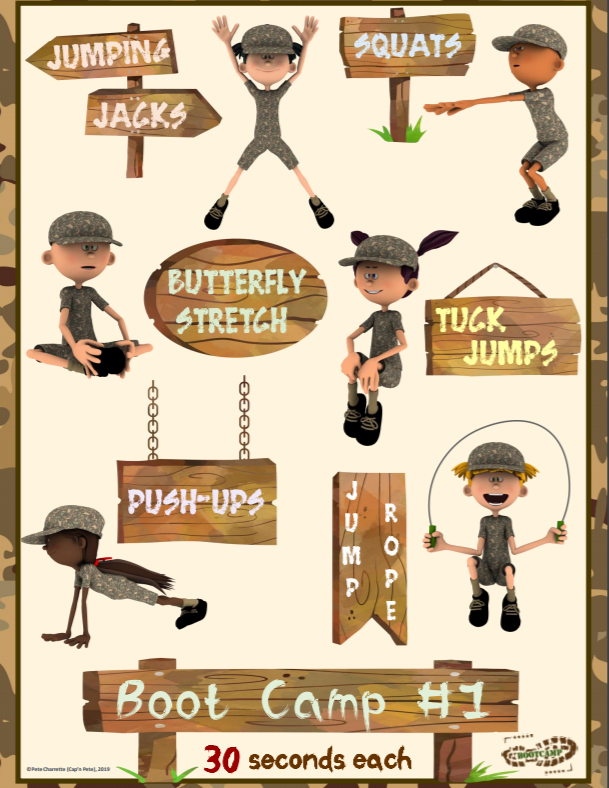 JUMPING
JACKS
SQUATS
BUTTERFLY
STRETCH
TUCK
JUMPS
PUSH-UPS
JUMP
ROPE
Boot Camp #1
30 seconds each
©Pete Charrette {Cap'n Pete}, 2019
BOOTCAMP